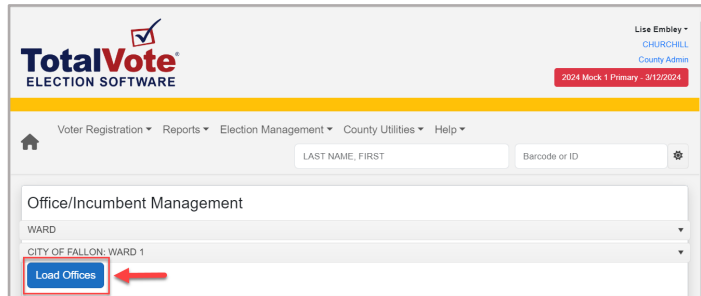 TotalVote®
ELECTION SOFTWARE
Lise Embley
CHURCHILL
County Admin
2024 Mock 1 Primary - 3/12/2024
Voter Registration Reports Election Management County Utilities Help
LAST NAME, FIRST Barcode or ID
Office/Incumbent Management
WARD
CITY OF FALLON: WARD 1
Load Offices